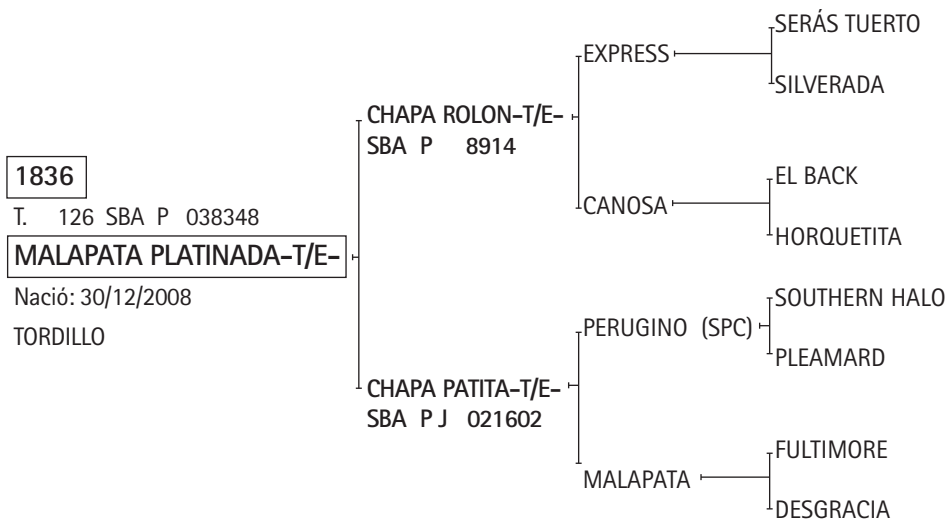 SERÁS TUERTO
EXPRESS
SILVERADA
CHAPA ROLON-T/E-
SBA P 8914
1836
EL BACK
T. 126 SBA P 038348
CANOSA
HORQUETITA
MALAPATA PLATINADA-T/E-
Nació: 30/12/2008
SOUTHERN HALO
TORDILLO
PERUGINO (SPC)
PLEAMARD
CHAPA PATITA-T/E-
SBA P J 021602
FULTIMORE
MALAPATA
DESGRACIA